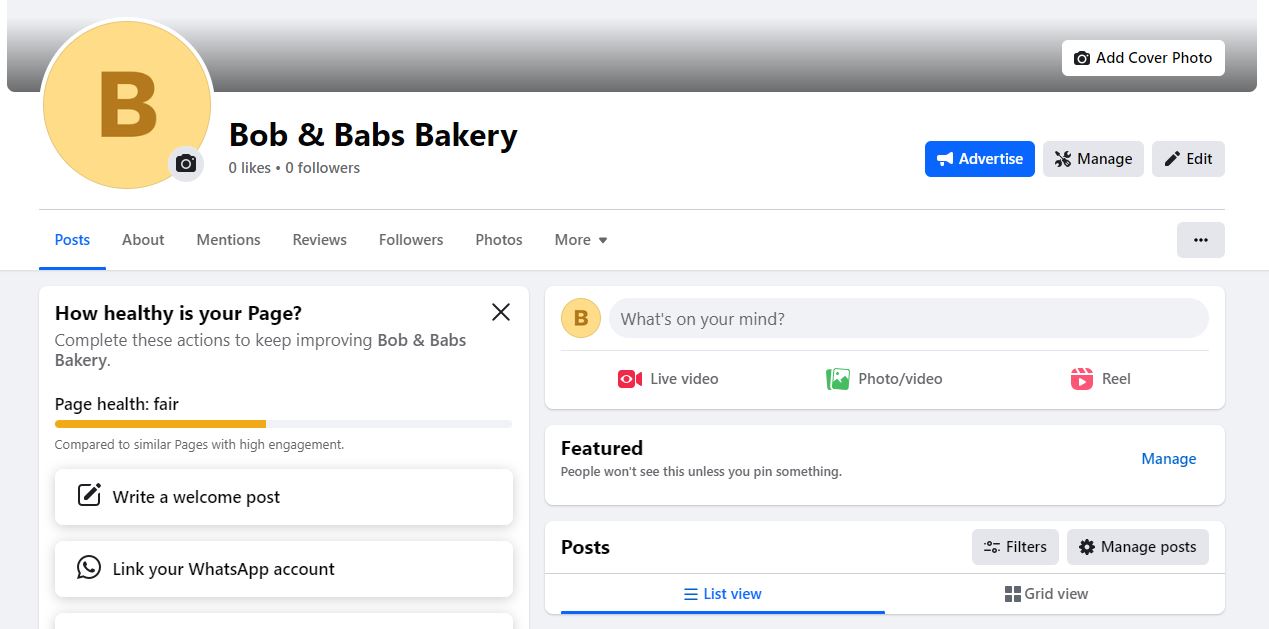 B
Add Cover Photo
Bob & Babs Bakery
0 likes • 0 followers
Advertise
Manage
Edit
Posts
About
Mentions
Reviews
Followers
Photos
More
How healthy is your Page?
Complete these actions to keep improving Bob & Babs
Bakery.
Page health: fair
Compared to similar Pages with high engagement.
Write a welcome post
Link your WhatsApp account
B
What's on your mind?
Live video
Photo/video
Reel
Featured
People won't see this unless you pin something.
Manage
Posts
Filters
Manage posts
List view
Grid view